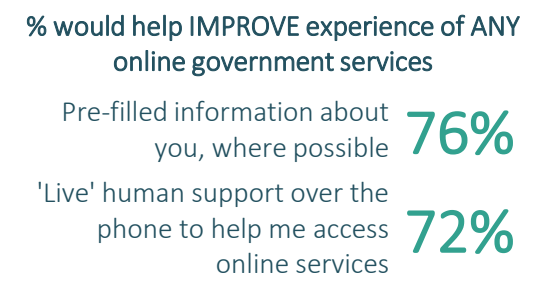 % would help IMPROVE experience of ANY
online government services
Pre-filled information about
you, where possible
76%
'Live' human support over the
phone to help me access
online services
72%